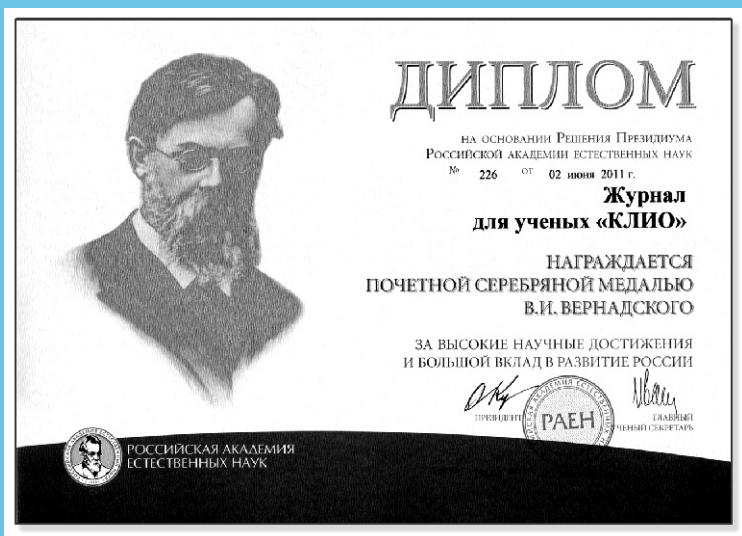 ДИПЛОМ
на основании Решения Президиума
Российской академии естественных наук
№ 226 от 02 июня 2011 г.
Журнал
для ученых «КЛИО»
НАГРАЖДАЕТСЯ
ПОЧЕТНОЙ СЕРЕБРЯНОЙ МЕДАЛЬЮ
В.И. ВЕРНАДСКОГО
ЗА ВЫСОКИЕ НАУЧНЫЕ ДОСТИЖЕНИЯ
И БОЛЬШОЙ ВКЛАД В РАЗВИТИЕ РОССИИ
ПРЕЗИДЕНТ
РАЕН
ГЛАВНЫЙ
УЧЕНЫЙ СЕКРЕТАРЬ
РОССИЙСКАЯ АКАДЕМИЯ
ЕСТЕСТВЕННЫХ НАУК